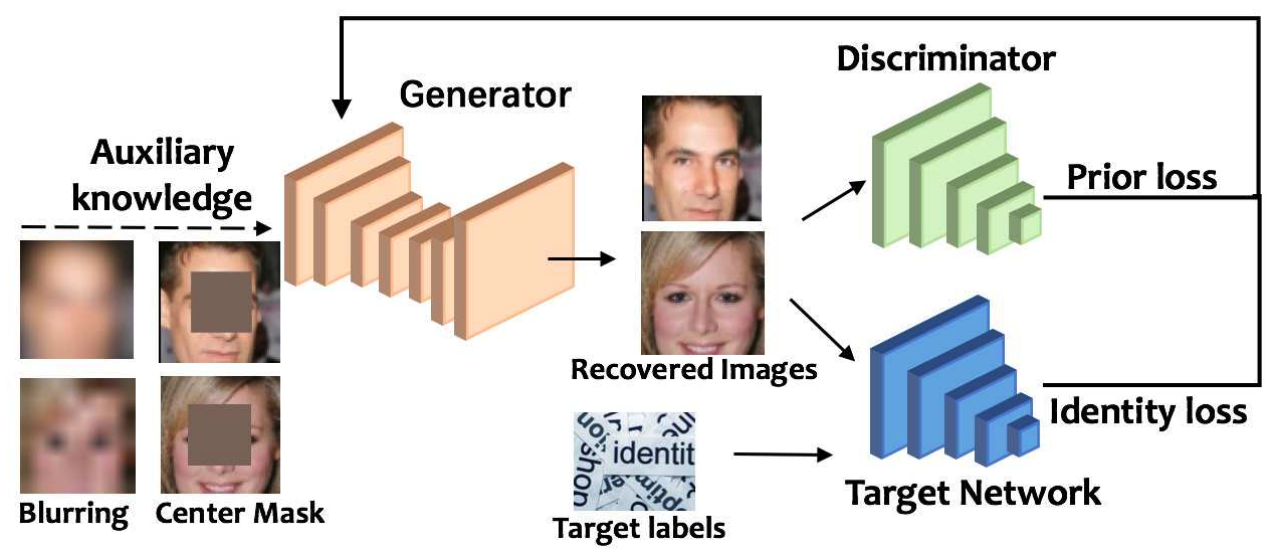 Discriminator
Generator
Auxiliary
knowledge
Prior loss
Recovered Images
Identity loss
identit
Target Network
Blurring
Center Mask
Target labels